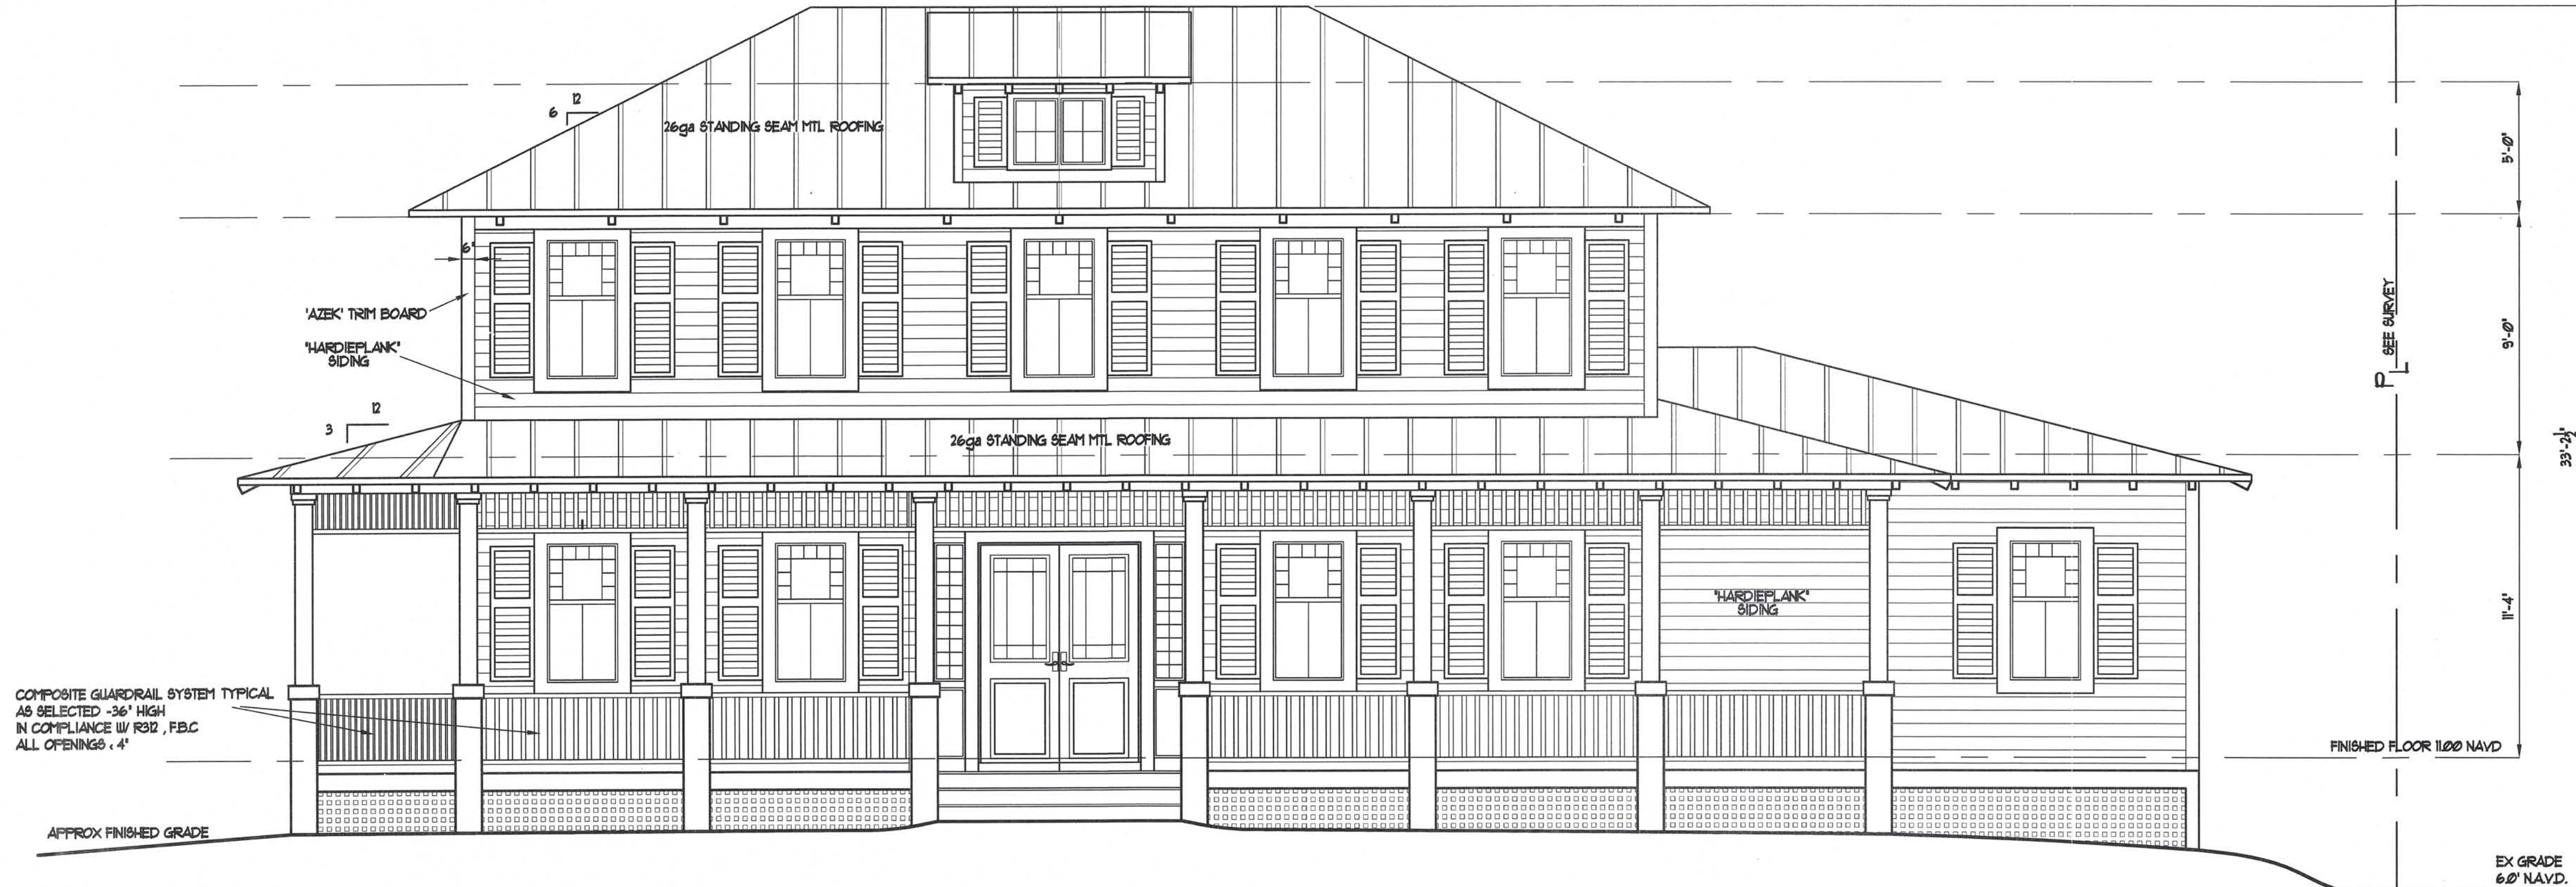 12
6
26ga STANDING SEAM MTL ROOFING
5'-0"
6"
'AZEK' TRIM BOARD
"HARDIEPLANK"
SIDING
SEE SURVEY
PL
9'-0"
12
3
26ga STANDING SEAM MTL ROOFING
33'-2½"
"HARDIEPLANK"
SIDING
11'-4"
COMPOSITE GUARDRAIL SYSTEM TYPICAL
AS SELECTED -36" HIGH
IN COMPLIANCE W/ R312 , F.B.C
ALL OPENINGS < 4"
FINISHED FLOOR 11.00 NAVD
APPROX FINISHED GRADE
EX GRADE
6.0' N.A.V.D.